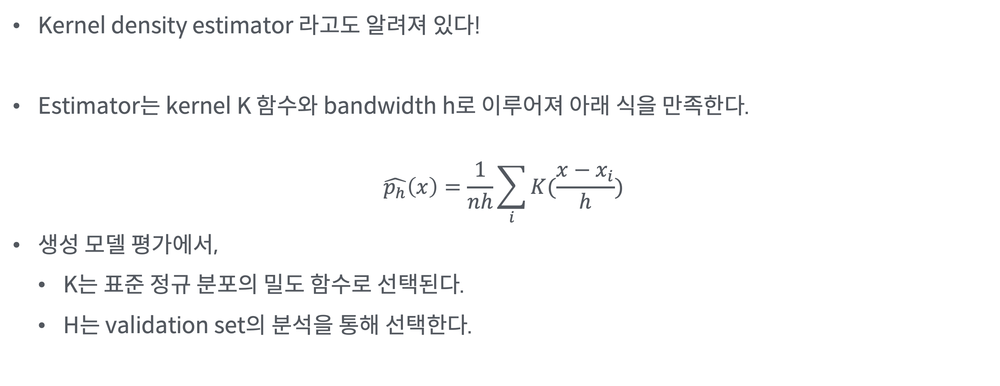 • Kernel density estimator 라고도 알려져 있다!
• Estimator는 kernel K 함수와 bandwidth h로 이루어져 아래 식을 만족한다.
$\widehat{p_h}(x) = \frac{1}{nh} \sum_i K(\frac{x - x_i}{h})$
• 생성 모델 평가에서,
• K는 표준 정규 분포의 밀도 함수로 선택된다.
• H는 validation set의 분석을 통해 선택한다.